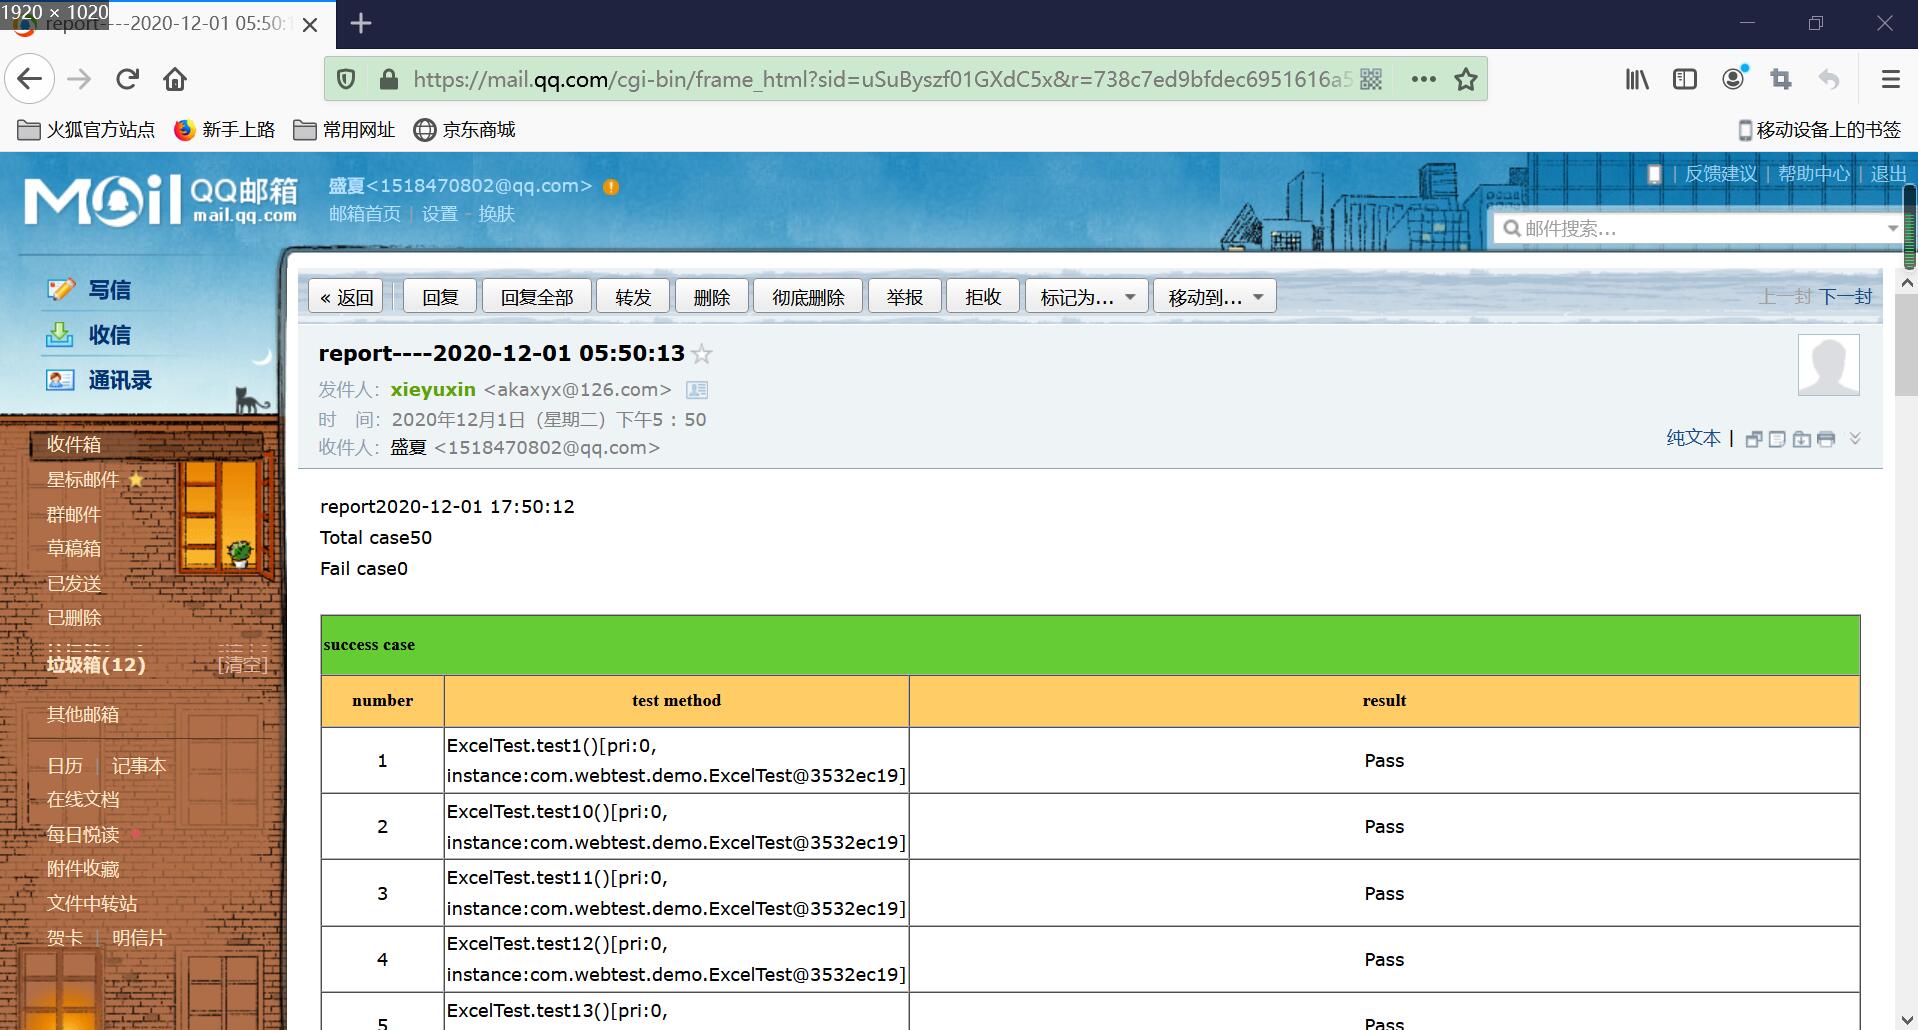 1920 × 1020
report----2020-12-01 05:50:1
https://mail.qq.com/cgi-bin/frame_html?sid=uSuByszf01GXdC5x&r=738c7ed9bfdec6951616a5
火狐官方站点
新手上路
常用网址
京东商城
移动设备上的书签
Mail QQ邮箱
mail.qq.com
盛夏<1518470802@qq.com>
邮箱首页 | 设置 - 换肤
| 反馈建议 | 帮助中心 | 退出
邮件搜索...
写信
收信
通讯录
收件箱
星标邮件
群邮件
草稿箱
已发送
已删除
垃圾箱(12) [清空]
其他邮箱
日历 | 记事本
在线文档
每日悦读
附件收藏
文件中转站
贺卡 | 明信片
« 返回 回复 回复全部 转发 删除 彻底删除 举报 拒收 标记为... 移动到...
上一封 下一封
report----2020-12-01 05:50:13
发件人: xieyuxin <akaxyx@126.com>
时 间: 2020年12月1日 (星期二) 下午5 : 50
收件人: 盛夏 <1518470802@qq.com>
纯文本 |
report2020-12-01 17:50:12
Total case50
Fail case0
success case
number test method result
1 ExcelTest.test1()[pri:0, instance:com.webtest.demo.ExcelTest@3532ec19] Pass
2 ExcelTest.test10()[pri:0, instance:com.webtest.demo.ExcelTest@3532ec19] Pass
3 ExcelTest.test11()[pri:0, instance:com.webtest.demo.ExcelTest@3532ec19] Pass
4 ExcelTest.test12()[pri:0, instance:com.webtest.demo.ExcelTest@3532ec19] Pass
5 ExcelTest.test13()[pri:0, Pass